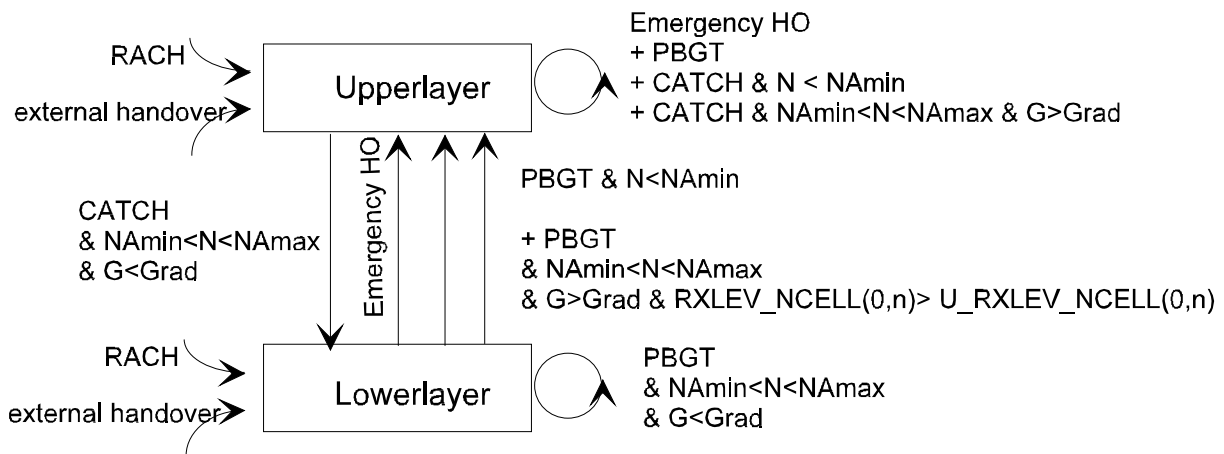 Emergency HO
+ PBGT
+ CATCH & N < NAmin
+ CATCH & NAmin<N<NAmax & G>Grad
RACH
external handover
Upperlayer
Emergency HO
PBGT & N<NAmin
CATCH
& NAmin<N<NAmax
& G<Grad
+ PBGT
& NAmin<N<NAmax
& G>Grad & RXLEV_NCELL(0,n)> U_RXLEV_NCELL(0,n)
RACH
external handover
Lowerlayer
PBGT
& NAmin<N<NAmax
& G<Grad